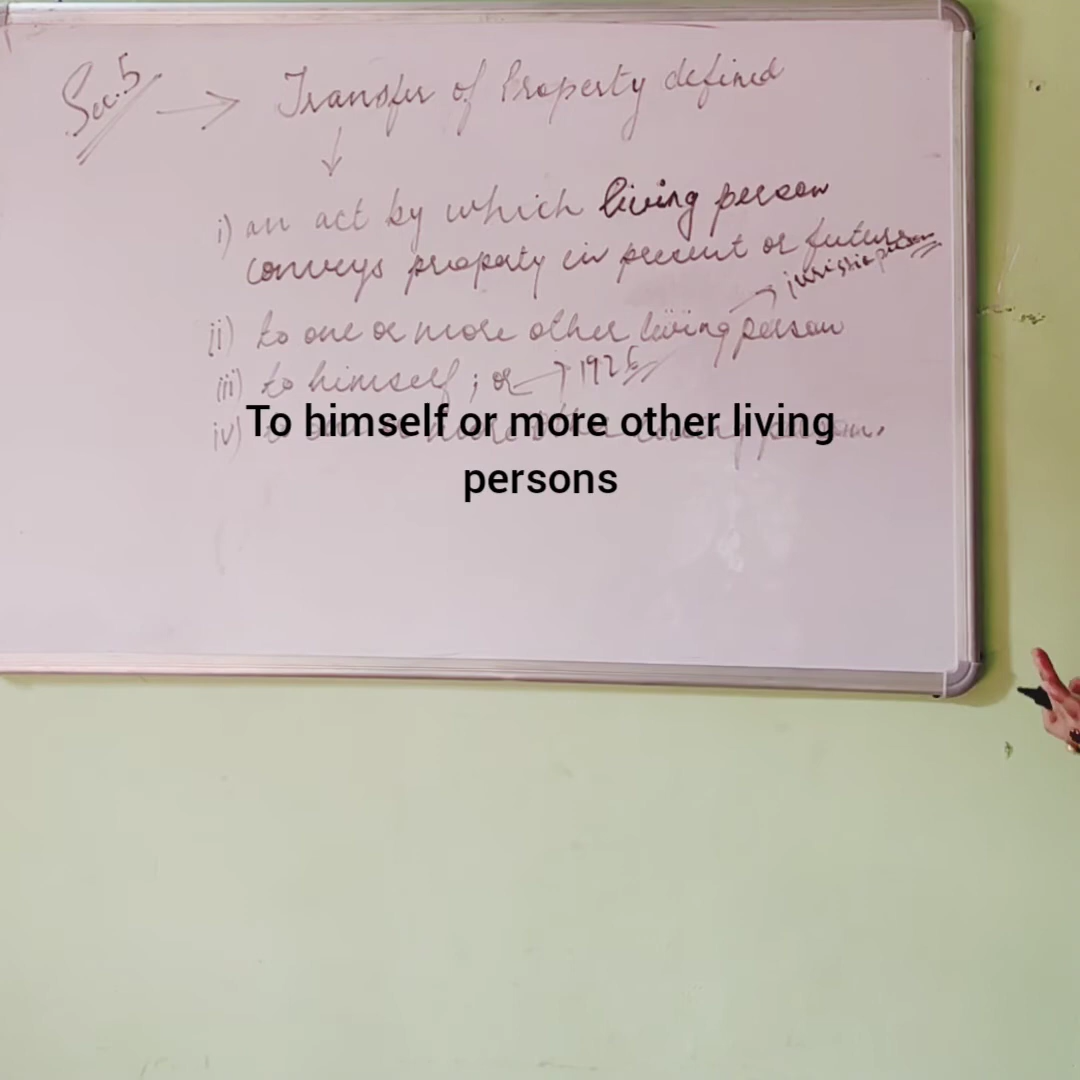 Sec.5 → Transfer of Property defined
↓
i) an act by which living person
conveys property in present or future
→ juristic person
ii) to one or more other living person
iii) to himself ; or → 1925
iv)
To himself or more other living
persons